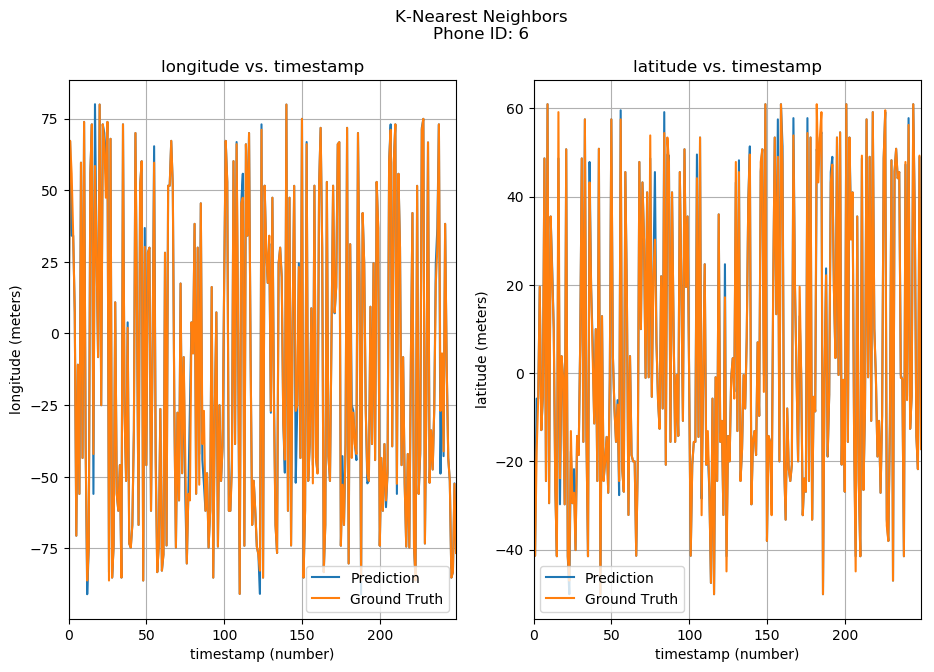 K-Nearest Neighbors
Phone ID: 6
longitude vs. timestamp
longitude (meters)
75
50
25
0
−25
−50
−75
0
50
100
150
200
timestamp (number)
Prediction
Ground Truth
latitude vs. timestamp
latitude (meters)
60
40
20
0
−20
−40
0
50
100
150
200
timestamp (number)
Prediction
Ground Truth